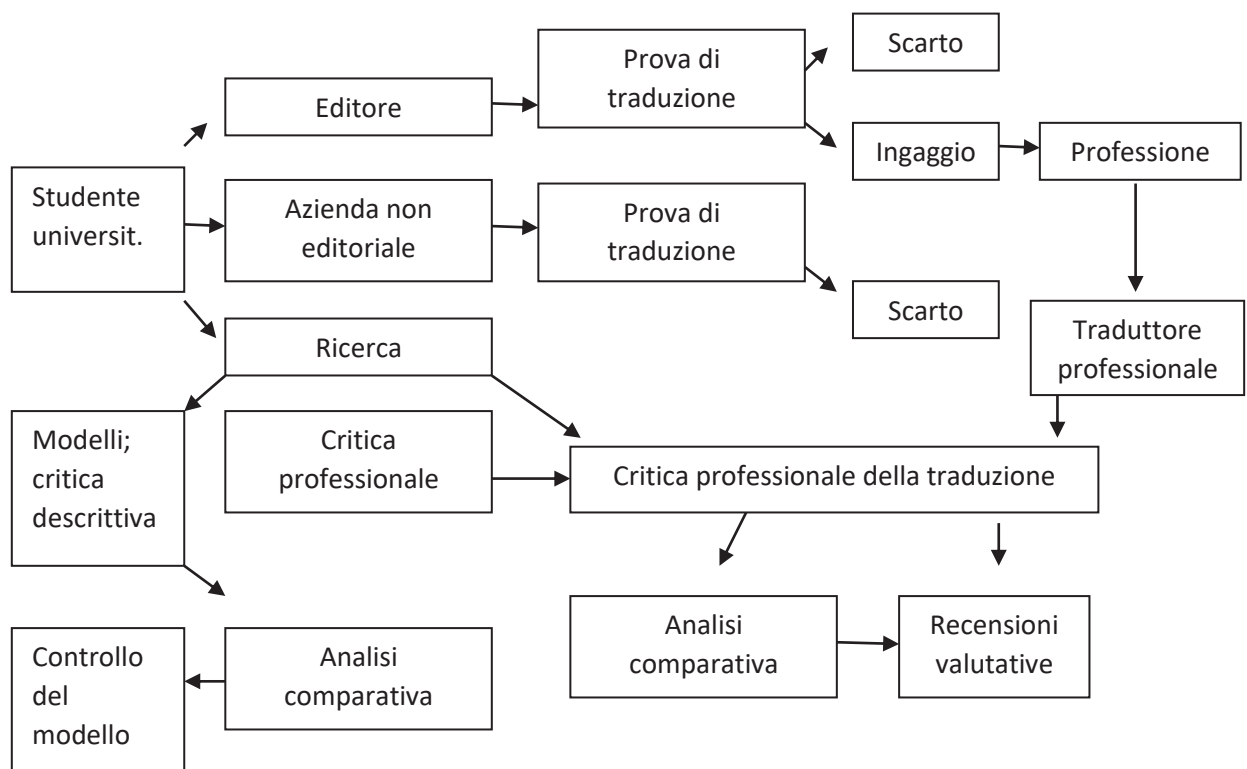 Scarto
Prova di
traduzione
Editore
Ingaggio
Professione
Studente
universit.
Azienda non
editoriale
Prova di
traduzione
Scarto
Ricerca
Traduttore
professionale
Modelli;
critica
descrittiva
Critica
professionale
Critica professionale della traduzione
Controllo
del
modello
Analisi
comparativa
Analisi
comparativa
Recensioni
valutative